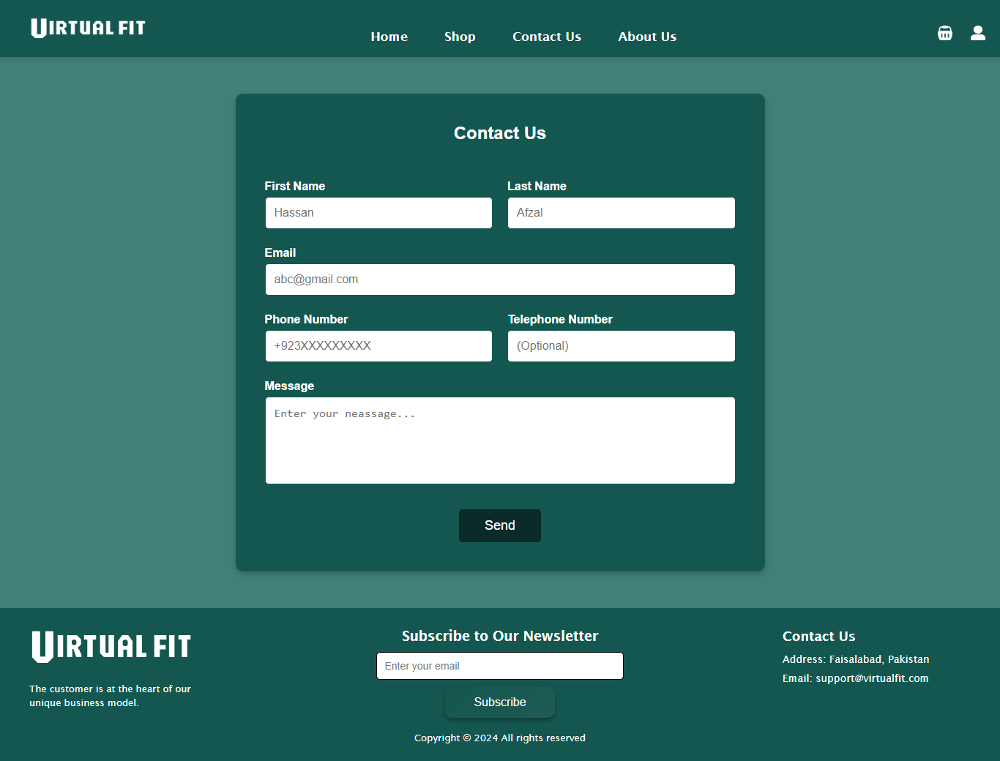 VIRTUAL FIT
Home Shop Contact Us About Us
Contact Us
First Name Last Name
Hassan Afzal
Email
abc@gmail.com
Phone Number Telephone Number
+923XXXXXXXXX (Optional)
Message
Enter your neassage...
Send
VIRTUAL FIT
The customer is at the heart of our
unique business model.
Subscribe to Our Newsletter
Enter your email
Subscribe
Copyright © 2024 All rights reserved
Contact Us
Address: Faisalabad, Pakistan
Email: support@virtualfit.com